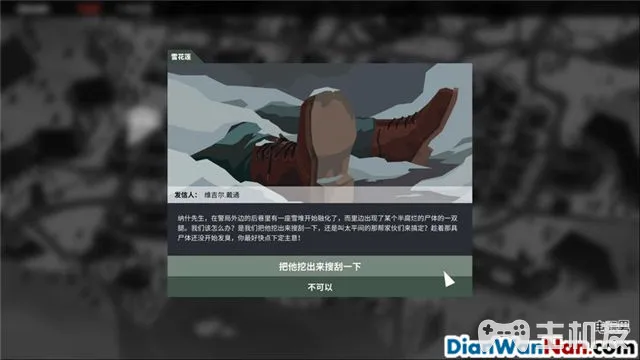 雪花莲
发信人： 维吉尔.戴通
纳什先生，在警局外边的后巷里有一座雪堆开始融化了，而里边出现了某个半腐烂的尸体的一双
腿。我们该怎么办？是我们把他挖出来搜刮一下，还是叫太平间的那帮家伙们来搞定？趁着那具
尸体还没开始发臭，你最好快点下定主意！
把他挖出来搜刮一下
不可以
主机友
DianWanNan.com